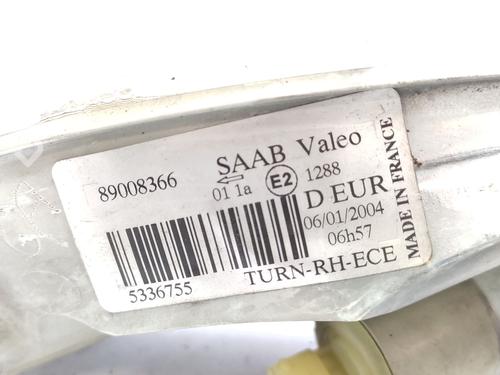 89008366 SAAB Valeo
01 1a E2 1288
D EUR
06/01/2004
06h57
5336755 TURN-RH-ECE
MADE IN FRANCE